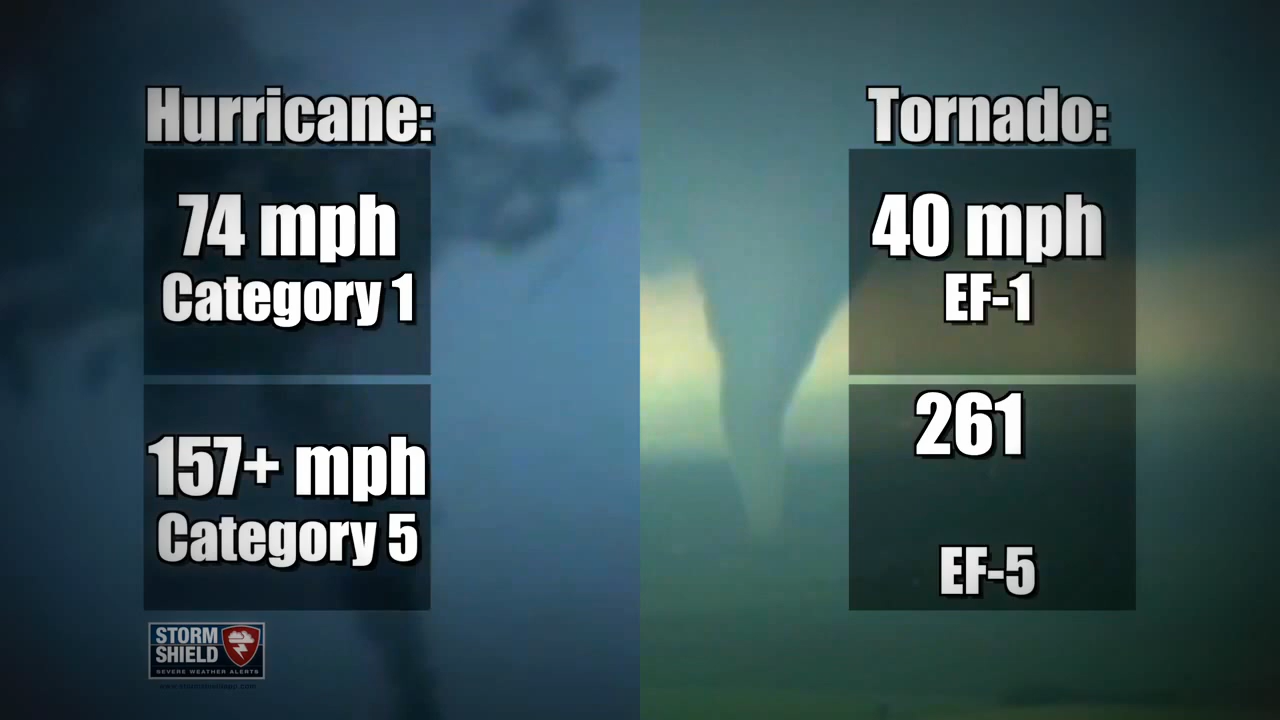 Hurricane:
74 mph
Category 1
157+ mph
Category 5
Tornado:
40 mph
EF-1
261
EF-5
STORM
SHIELD
SEVERE WEATHER ALERTS